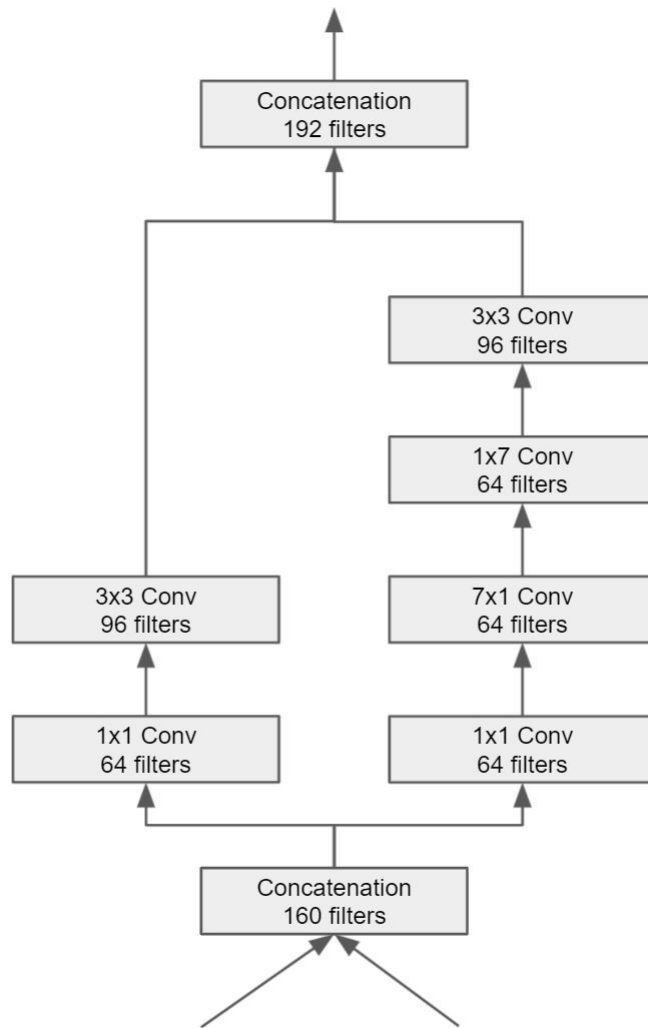 Concatenation
192 filters
3x3 Conv
96 filters
1x7 Conv
64 filters
3x3 Conv
96 filters
7x1 Conv
64 filters
1x1 Conv
64 filters
1x1 Conv
64 filters
Concatenation
160 filters